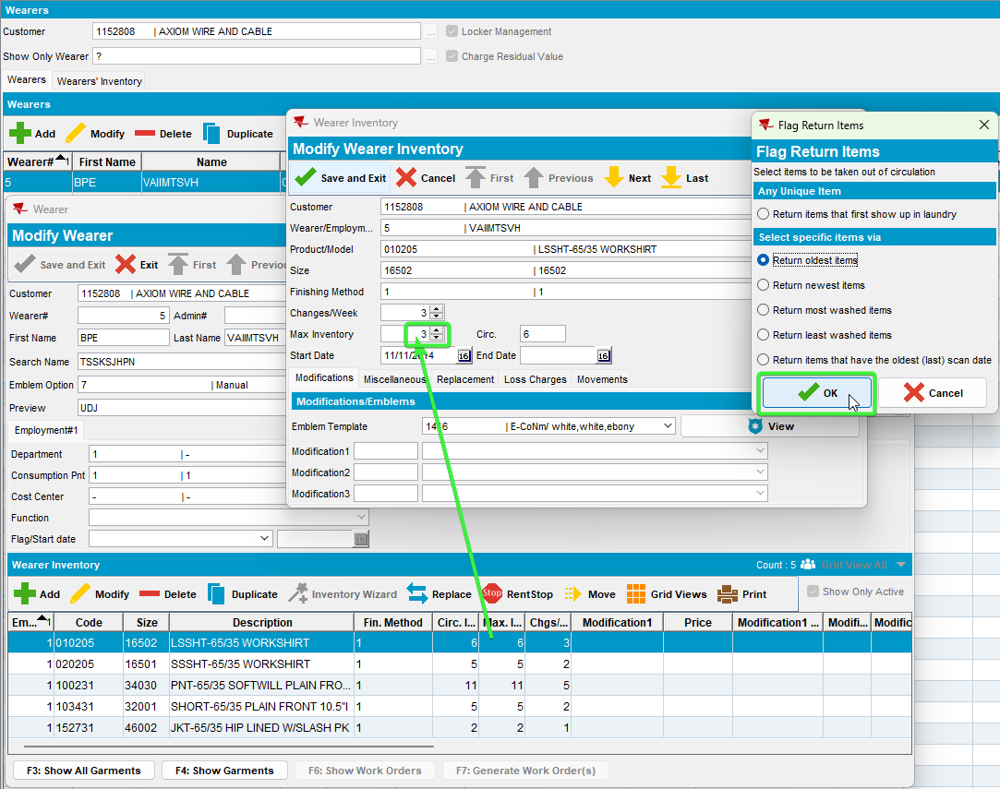 Wearers
Customer 1152808 | AXIOM WIRE AND CABLE ... Locker Management
Show Only Wearer ? ... Charge Residual Value
Wearers Wearers' Inventory
Wearers
Add Modify Delete Duplicate
Wearer# 1 First Name Name
5 BPE VAIIMTSVH
Wearer
Modify Wearer
Save and Exit Exit First Previou
Customer 1152808 | AXIOM WIRE AND CABLE
Wearer# 5 Admin#
First Name BPE Last Name VAIIMTSVH
Search Name TSSKSJHPN
Emblem Option 7 | Manual
Preview UDJ
Employment#1
Department 1 | -
Consumption Pnt 1 | 1
Cost Center - | -
Function
Flag/Start date 16
Wearer Inventory
Modify Wearer Inventory
Save and Exit Cancel First Previous Next Last
Customer 1152808 | AXIOM WIRE AND CABLE
Wearer/Employm... 5 | VAIIMTSVH
Product/Model 010205 | LSSHT-65/35 WORKSHIRT
Size 16502 | 16502
Finishing Method 1 | 1
Changes/Week 3
Max Inventory 3 Circ. 6
Start Date 11/11/2014 16 End Date 16
Modifications Miscellaneous Replacement Loss Charges Movements
Modifications/Emblems
Emblem Template 1416 | E-CoNm/ white,white,ebony View
Modification1
Modification2
Modification3
Flag Return Items
Flag Return Items
Select items to be taken out of circulation
Any Unique Item
Return items that first show up in laundry
Select specific items via
Return oldest items
Return newest items
Return most washed items
Return least washed items
Return items that have the oldest (last) scan date
OK Cancel
Wearer Inventory Count : 5 Grid View All
Add Modify Delete Duplicate Inventory Wizard Replace Stop RentStop Move Grid Views Print Show Only Active
Em... 1 Code Size Description Fin. Method Circ. I... Max. I... Chgs/... Modification1 Price Modification1 ... Modifi... Modific
1 010205 16502 LSSHT-65/35 WORKSHIRT 1 6 6 3
1 020205 16501 SSSHT-65/35 WORKSHIRT 1 5 5 2
1 100231 34030 PNT-65/35 SOFTWILL PLAIN FRO... 1 11 11 5
1 103431 32001 SHORT-65/35 PLAIN FRONT 10.5"I 1 5 5 2
1 152731 46002 JKT-65/35 HIP LINED W/SLASH PK 1 2 2 1
F3: Show All Garments F4: Show Garments F6: Show Work Orders F7: Generate Work Order(s)